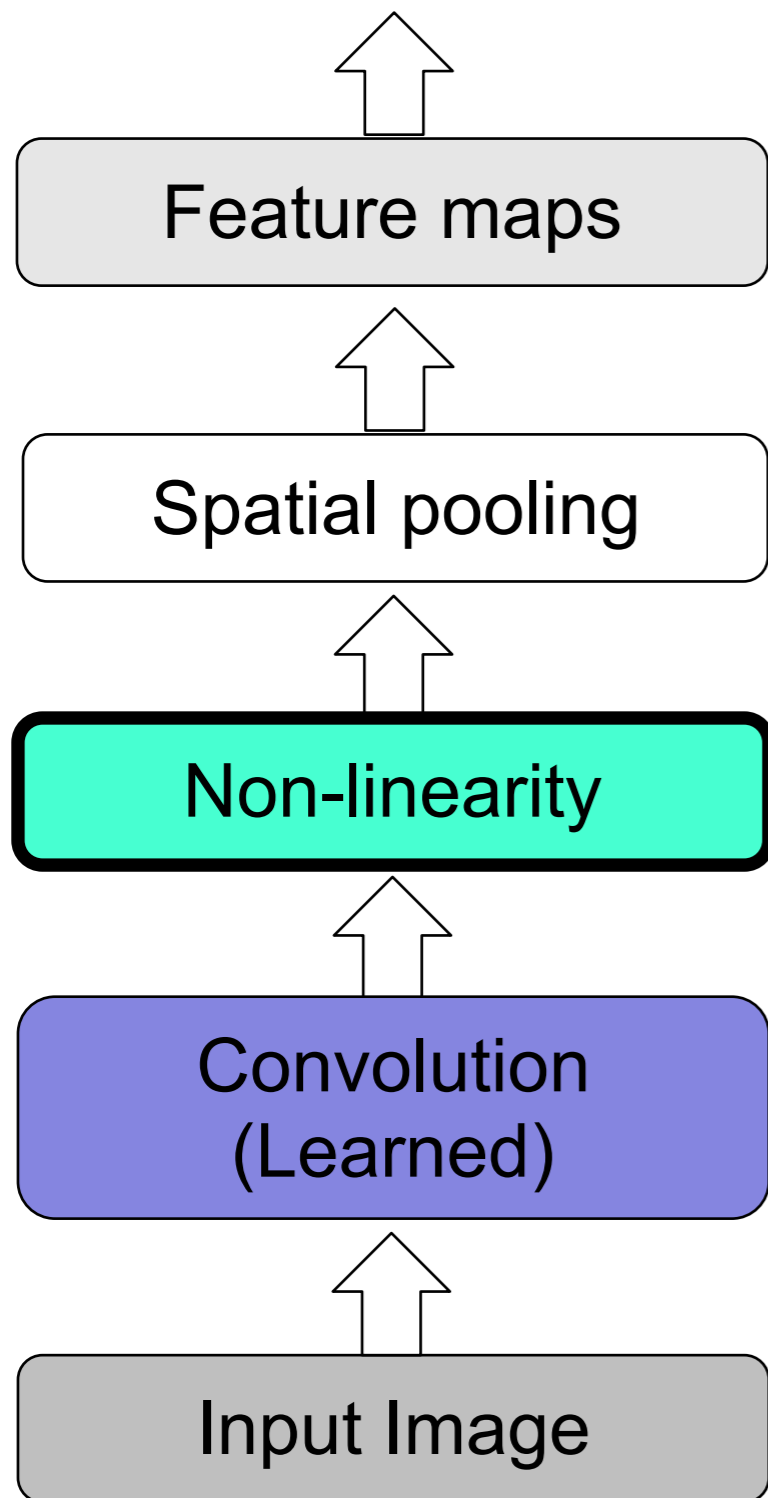 Feature maps
Spatial pooling
Non-linearity
Convolution
(Learned)
Input Image